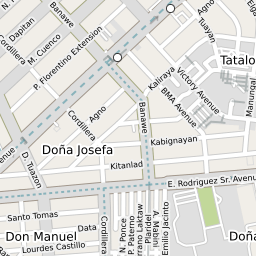 Dapitan
Banawe
Agno
Tuayan
Cordillera
M. Cuenco
P. Florentino Extension
Tatalo
Kaliraya
Victory Avenue
BMA Avenue
Manungal
Agno
Banawe
Cordillera
Kabignayan
Doña Josefa
enue
D. Tuazon
Kitanlad
E. Rodriguez Sr. Avenue
Santo Tomas
Don Manuel
Lourdes Castillo
Cordillera
N. Ponce
P. Paterno
Plaridel
A. Mabini
Emilio Jacinto
Doña